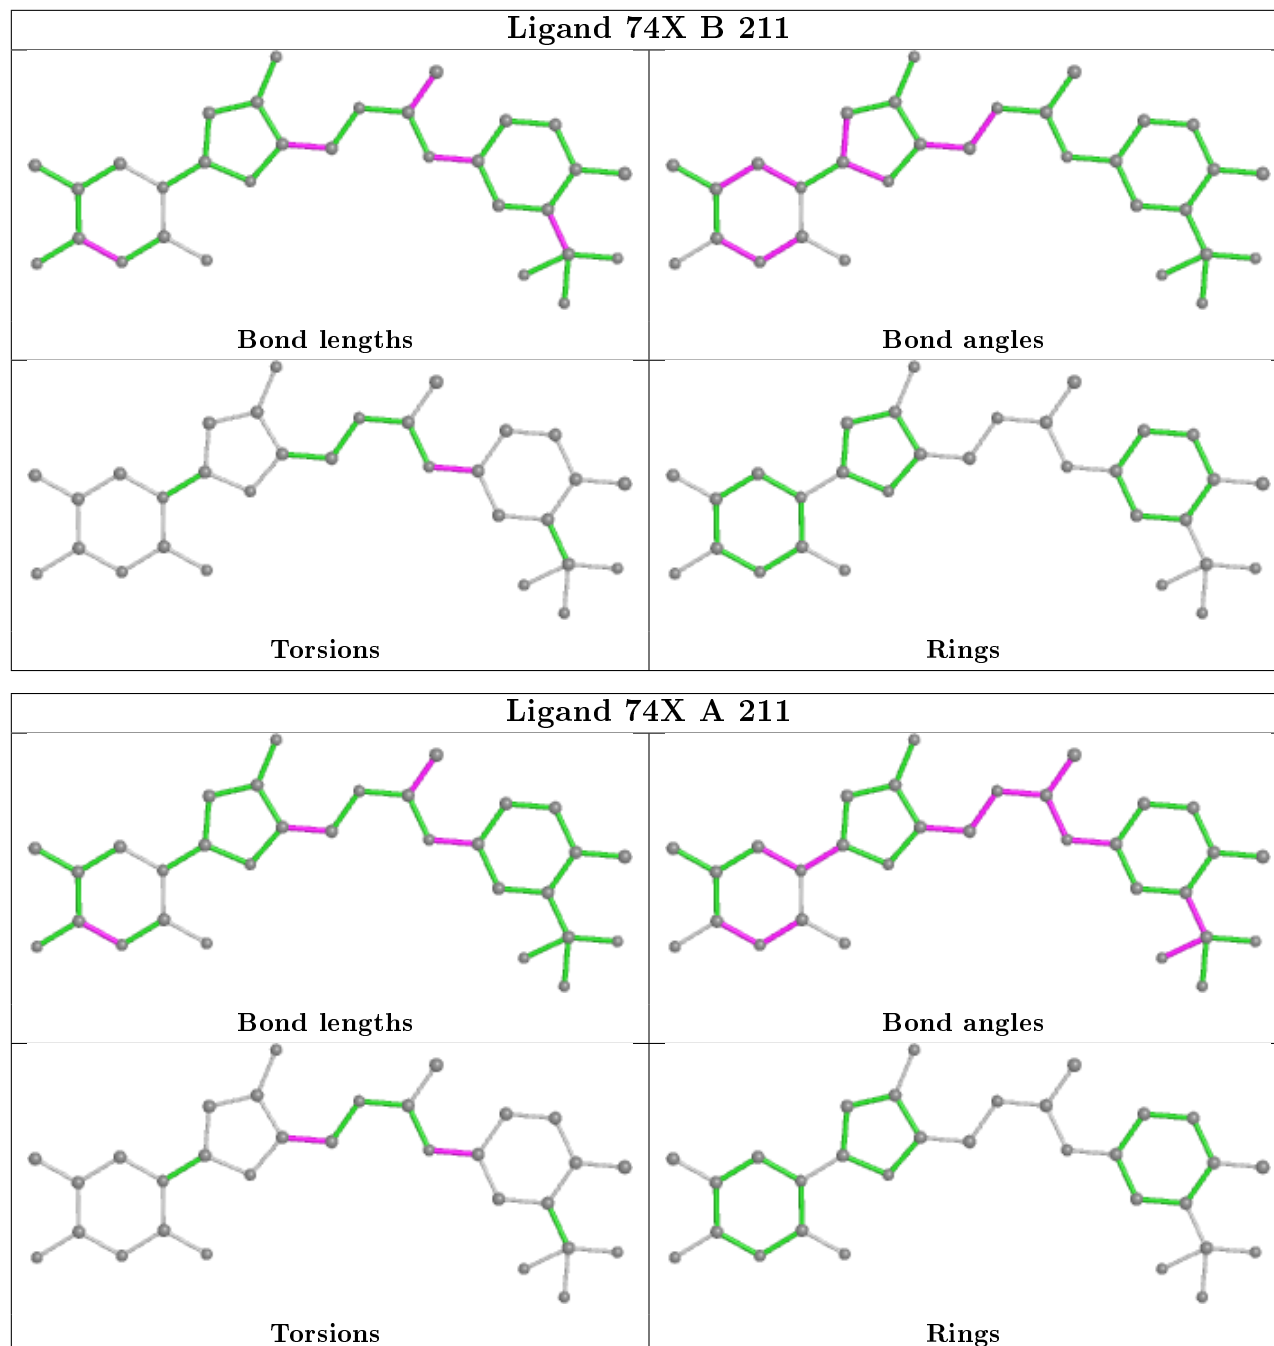 Ligand 74X B 211
Bond lengths
Bond angles
Torsions
Rings
Ligand 74X A 211
Bond lengths
Bond angles
Torsions
Rings